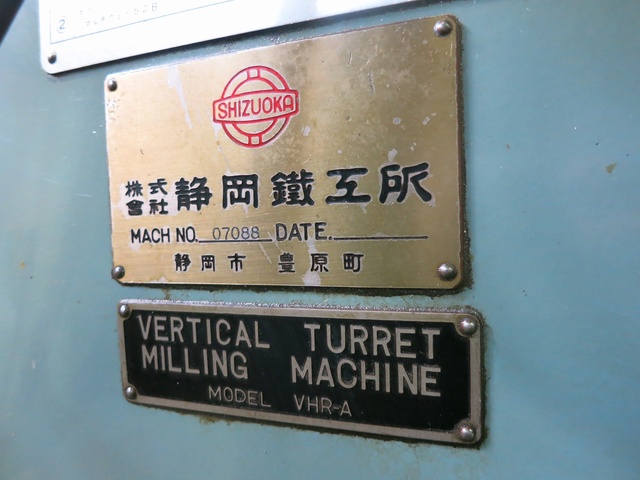 ②
SHIZUOKA
株式會社 静岡鐵工所
MACH NO. 07088 DATE.
静岡市 豊原町
VERTICAL TURRET
MILLING MACHINE
MODEL VHR-A